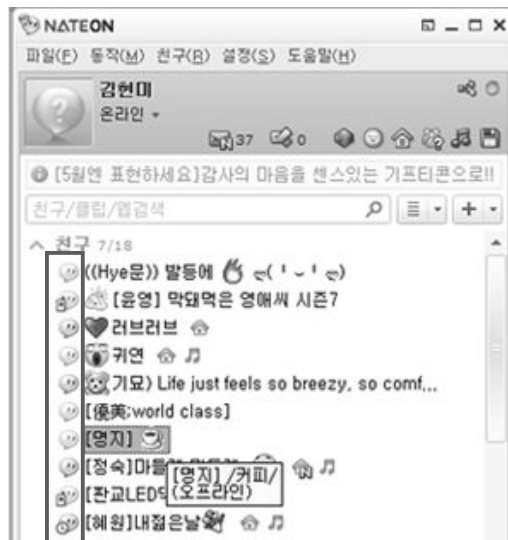 NATEON
파일(F) 동작(M) 친구(B) 설정(S) 도움말(H)
김현미
온라인
37 0
[5월엔 표현하세요]감사의 마음을 센스있는 기프티콘으로!!
친구/클럽/웹검색
친구 7/18
((Hye문)) 발등에
[윤영] 막돼먹은 영애씨 시즌7
러브러브
귀연
기묘) Life just feels so breezy, so comf...
[優美:world class]
[명지]
[정숙]마들
[명지] /커피/
(오프라인)
[판교LED
[혜원]내젊은날